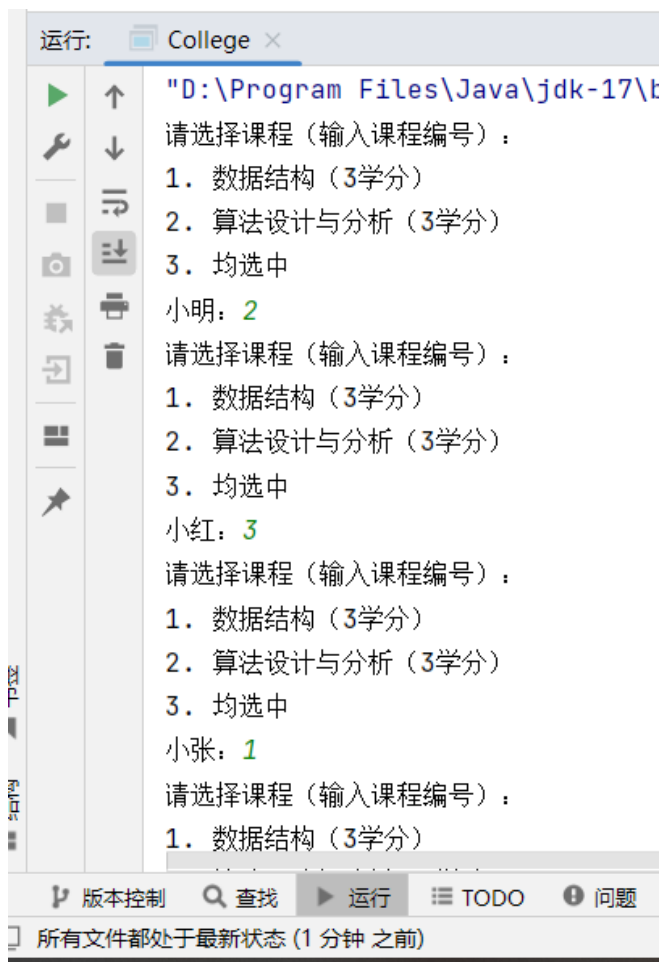 运行: College
"D:\Program Files\Java\jdk-17\b
请选择课程（输入课程编号）：
1. 数据结构（3学分）
2. 算法设计与分析（3学分）
3. 均选中
小明：2
请选择课程（输入课程编号）：
1. 数据结构（3学分）
2. 算法设计与分析（3学分）
3. 均选中
小红：3
请选择课程（输入课程编号）：
1. 数据结构（3学分）
2. 算法设计与分析（3学分）
3. 均选中
小张：1
请选择课程（输入课程编号）：
1. 数据结构（3学分）
书签
结构
版本控制 查找 运行 TODO 问题
所有文件都处于最新状态 (1 分钟 之前)